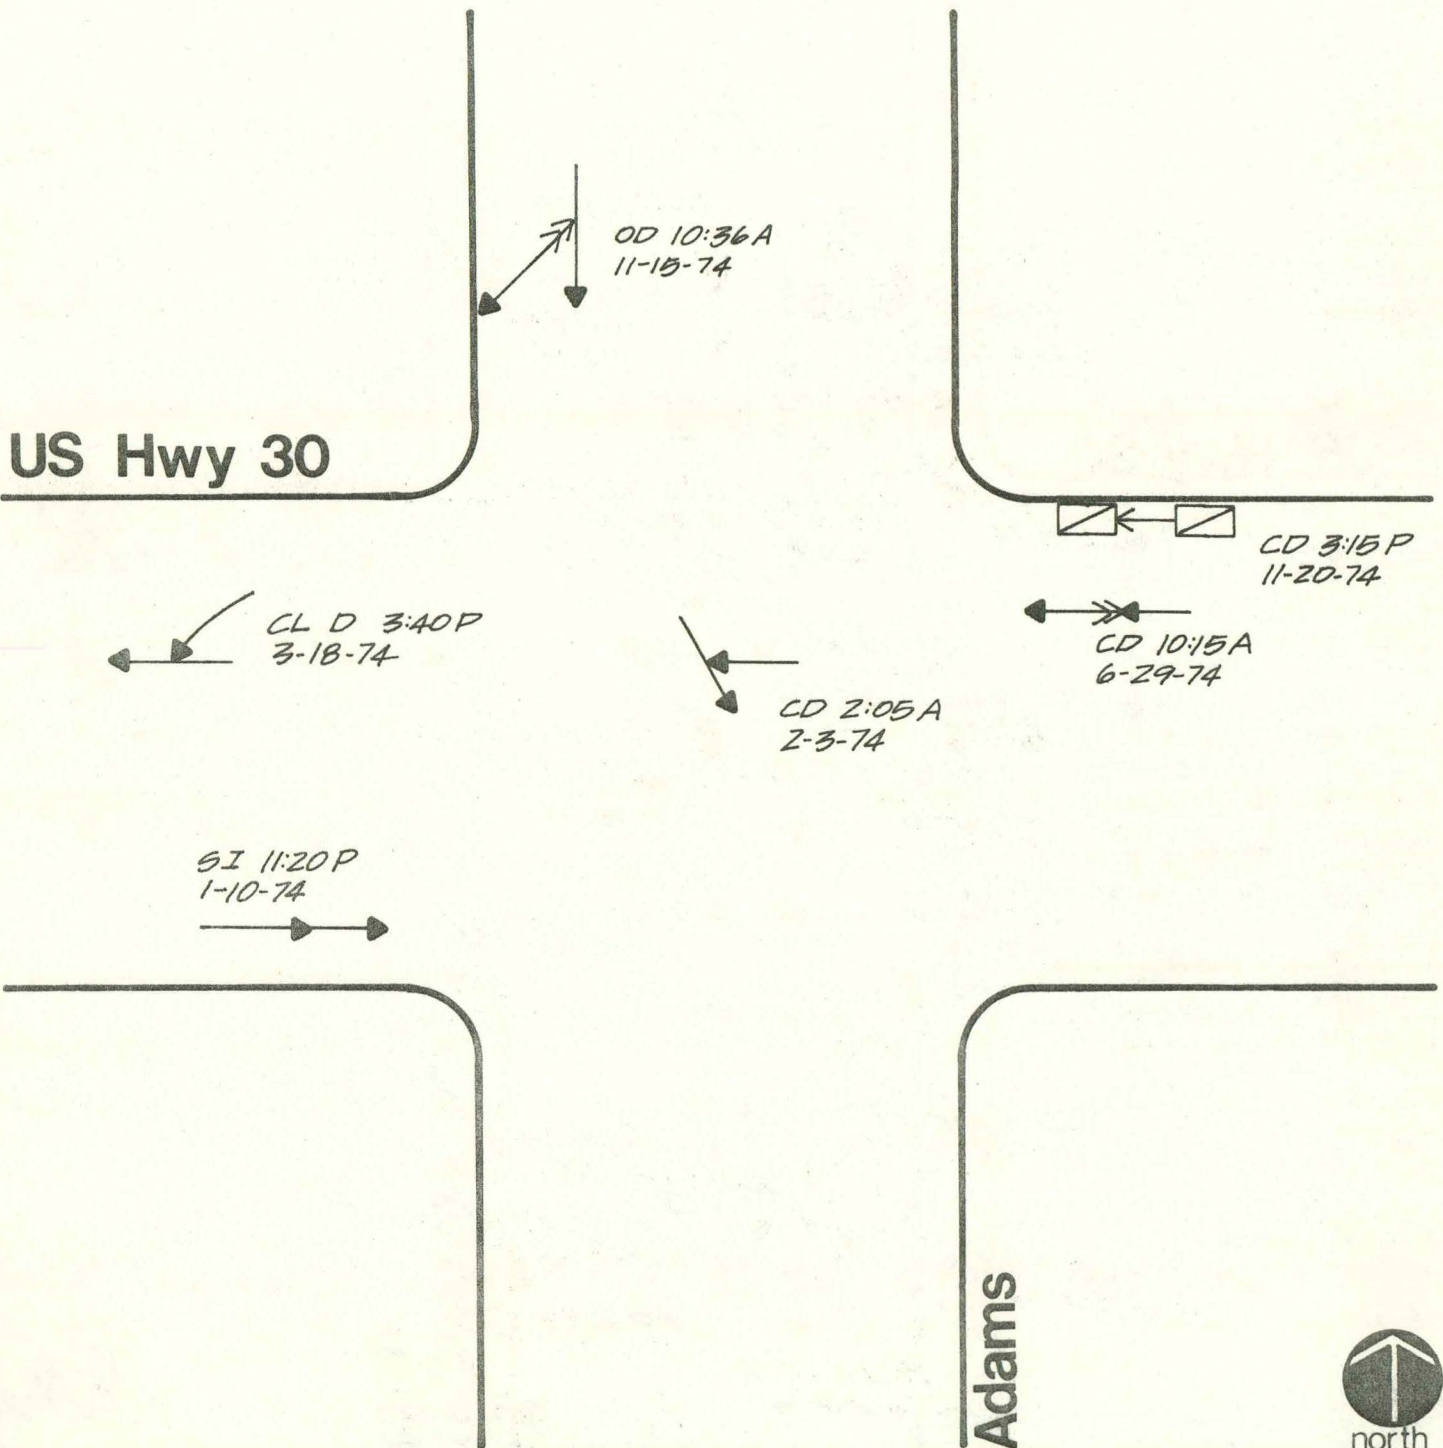 OD 10:36A
11-15-74
US Hwy 30
CD 3:15P
11-20-74
CL D 3:40P
3-18-74
CD 10:15A
6-29-74
CD 2:05A
2-3-74
SI 11:20P
1-10-74
Adams
north